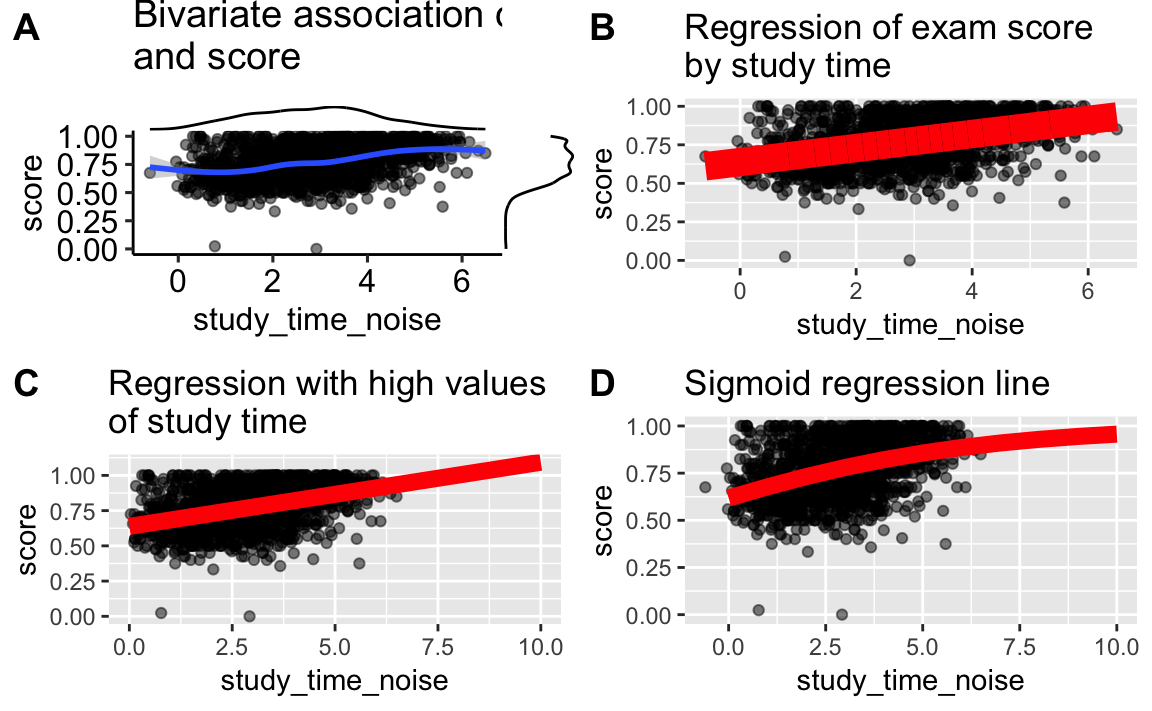 A
Bivariate association
and score
1.00
0.75
0.50
0.25
0.00
score
0 2 4 6
study_time_noise
B
Regression of exam score
by study time
1.00
0.75
0.50
0.25
0.00
score
0 2 4 6
study_time_noise
C
Regression with high values
of study time
1.00
0.75
0.50
0.25
0.00
score
0.0 2.5 5.0 7.5 10.0
study_time_noise
D
Sigmoid regression line
1.00
0.75
0.50
0.25
0.00
score
0.0 2.5 5.0 7.5 10.0
study_time_noise